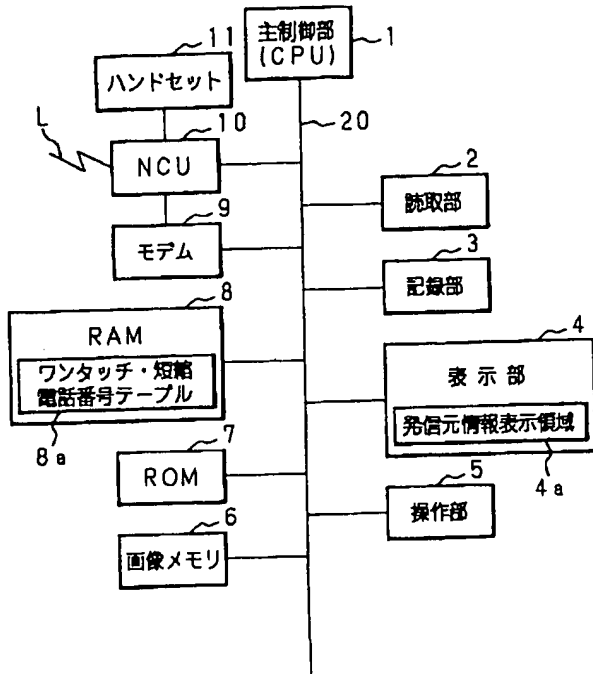 11
ハンドセット
主制御部
(CPU)
1
L
10
NCU
20
9
モデム
2
読取部
3
記録部
8
RAM
ワンタッチ・短縮
電話番号テーブル
8a
4
表示部
発信元情報表示領域
4a
7
ROM
5
操作部
6
画像メモリ